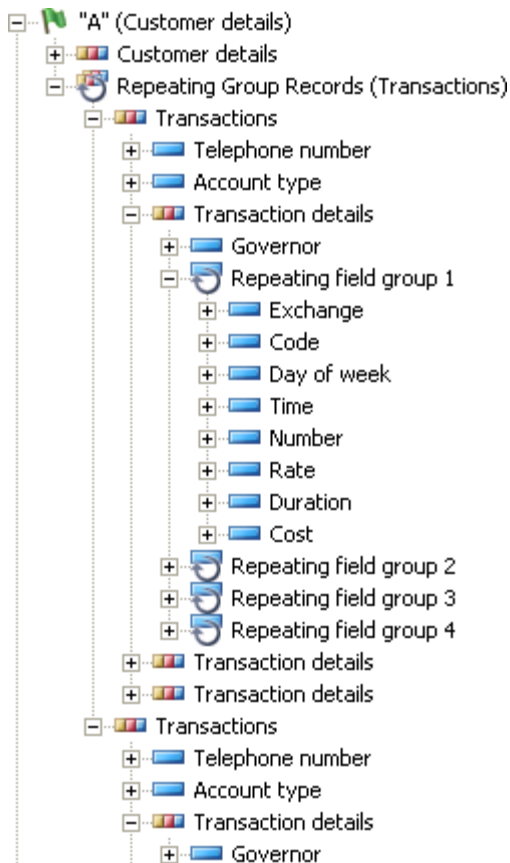 "A" (Customer details)
Customer details
Repeating Group Records (Transactions)
Transactions
Telephone number
Account type
Transaction details
Governor
Repeating field group 1
Exchange
Code
Day of week
Time
Number
Rate
Duration
Cost
Repeating field group 2
Repeating field group 3
Repeating field group 4
Transaction details
Transaction details
Transactions
Telephone number
Account type
Transaction details
Governor